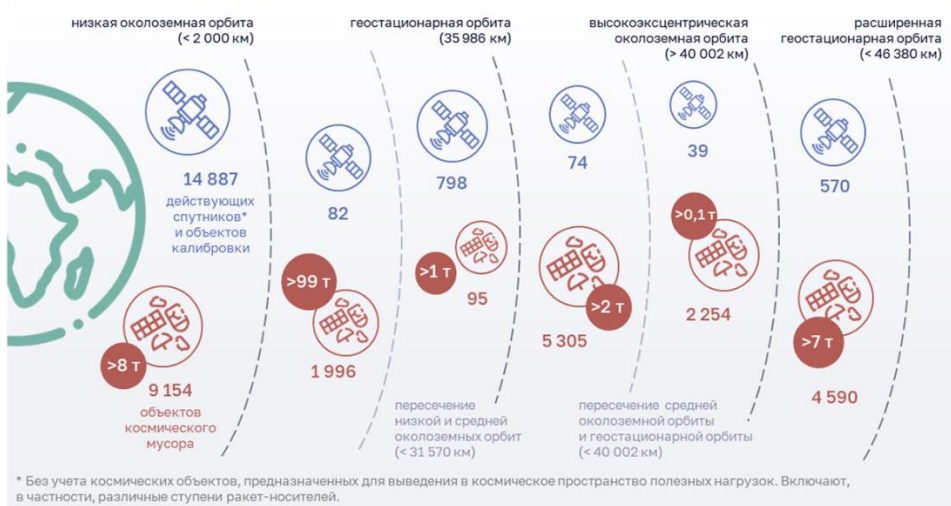 низкая околоземная орбита
(< 2 000 км)
геостационарная орбита
(35 986 км)
высокоэксцентрическая
околоземная орбита
(> 40 002 км)
расширенная
геостационарная орбита
(< 46 380 км)
14 887
действующих
спутников*
и объектов
калибровки
82
798
74
39
570
>8 т
9 154
объектов
космического
мусора
>99 т
1 996
>1 т
95
>2 т
5 305
>0,1 т
2 254
>7 т
4 590
пересечение
низкой и средней
околоземных орбит
(< 31 570 км)
пересечение средней
околоземной орбиты
и геостационарной орбиты
(< 40 002 км)
* Без учета космических объектов, предназначенных для выведения в космическое пространство полезных нагрузок. Включают,
в частности, различные ступени ракет-носителей.